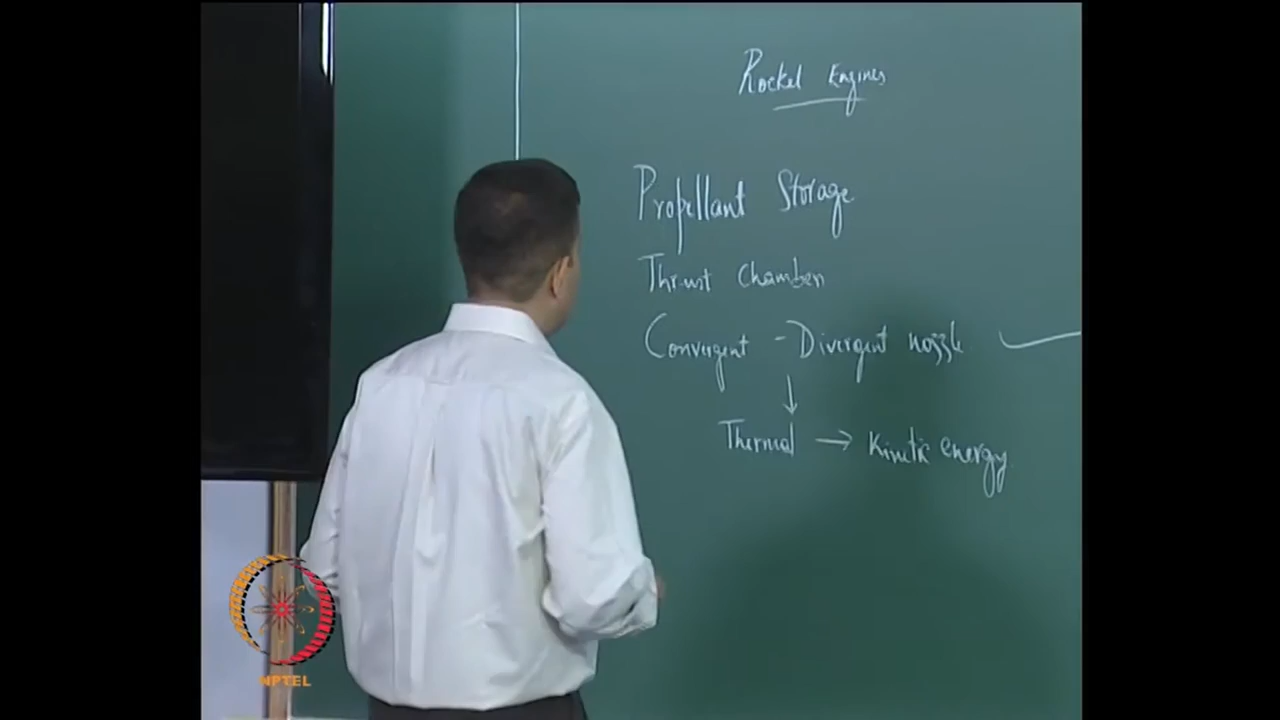 Rocket Engines
Propellant Storage
Thrust Chamber
Convergent - Divergent nozzle
↓
Thermal → Kinetic energy
NPTEL